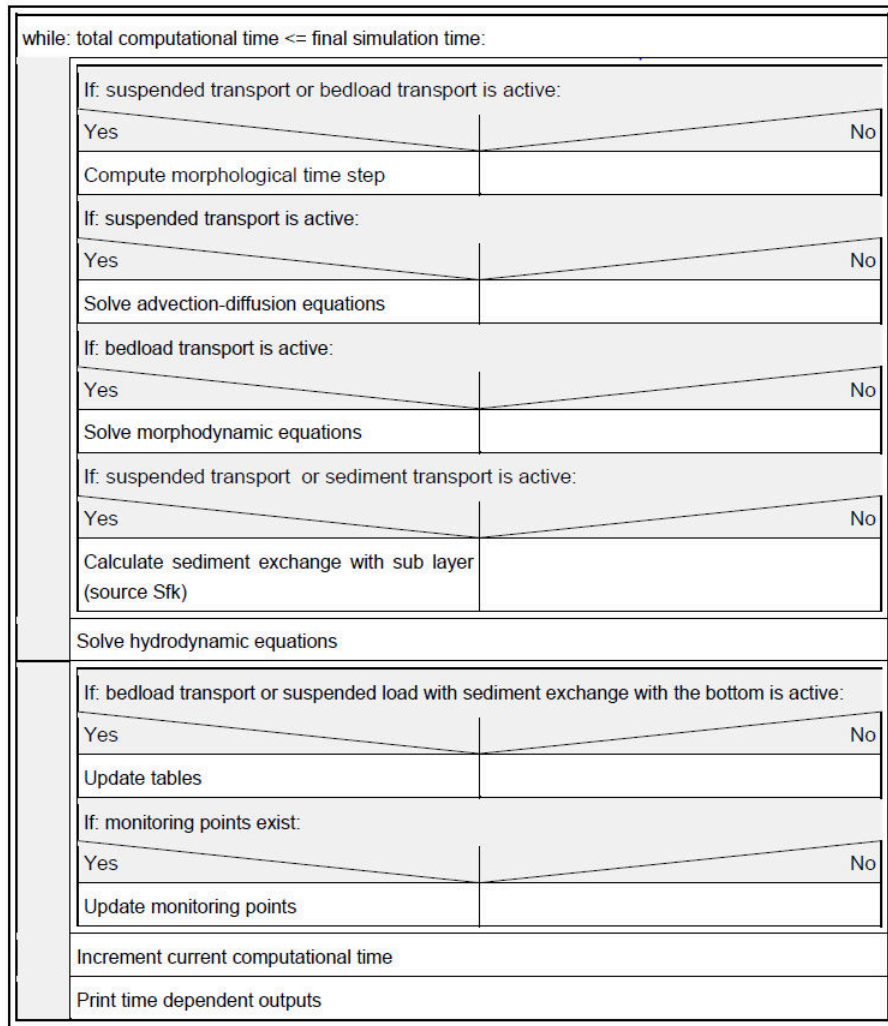 while: total computational time <= final simulation time:
If: suspended transport or bedload transport is active:
Yes No
Compute morphological time step
If: suspended transport is active:
Yes No
Solve advection-diffusion equations
If: bedload transport is active:
Yes No
Solve morphodynamic equations
If: suspended transport or sediment transport is active:
Yes No
Calculate sediment exchange with sub layer
(source Sfk)
Solve hydrodynamic equations
If: bedload transport or suspended load with sediment exchange with the bottom is active:
Yes No
Update tables
If: monitoring points exist:
Yes No
Update monitoring points
Increment current computational time
Print time dependent outputs